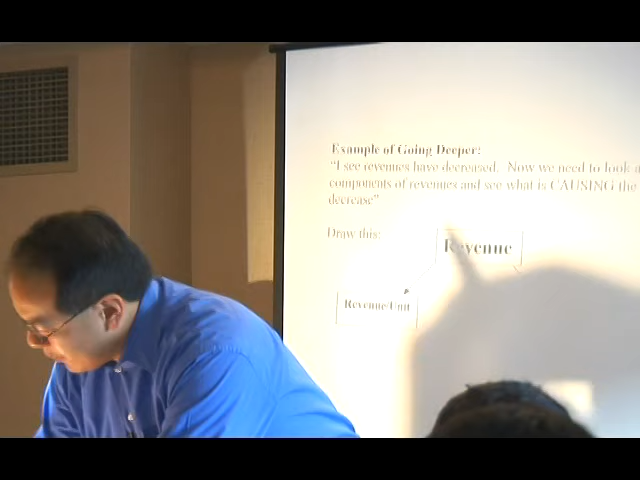 Example of Going Deeper:
"I see revenues have decreased. Now we need to look
components of revenues and see what is CAUSING the
decrease"
Draw this:
Revenue
Revenue/Unit